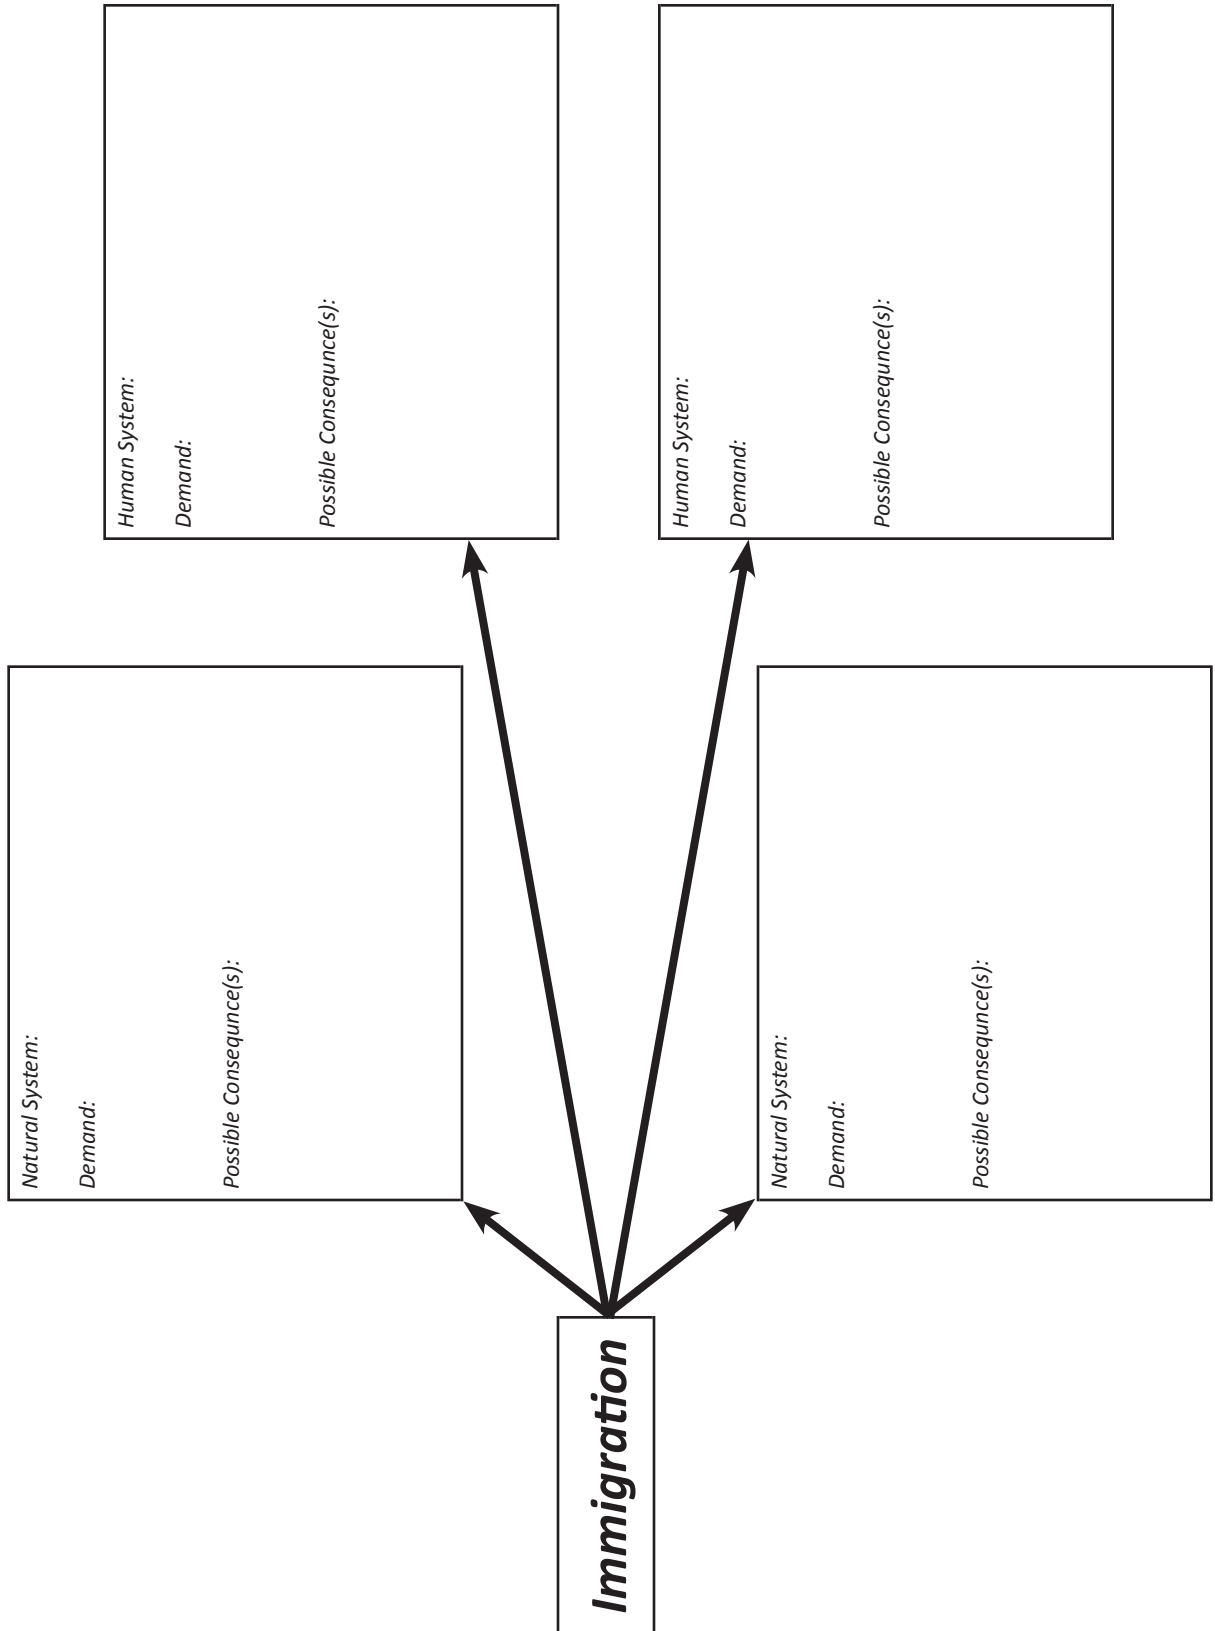 Immigration
Natural System:
Demand:
Possible Consequnce(s):
Human System:
Demand:
Possible Consequnce(s):
Natural System:
Demand:
Possible Consequnce(s):
Human System:
Demand:
Possible Consequnce(s):